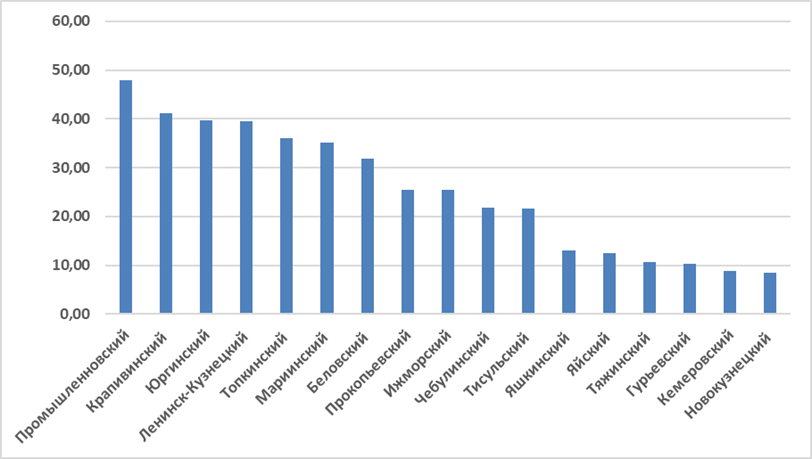 60,00
50,00
40,00
30,00
20,00
10,00
0,00
Промышленновский
Крапивинский
Юргинский
Ленинск-Кузнецкий
Топкинский
Мариинский
Беловский
Прокопьевский
Ижморский
Чебулинский
Тисульский
Яшкинский
Яйский
Тяжинский
Гурьевский
Кемеровский
Новокузнецкий